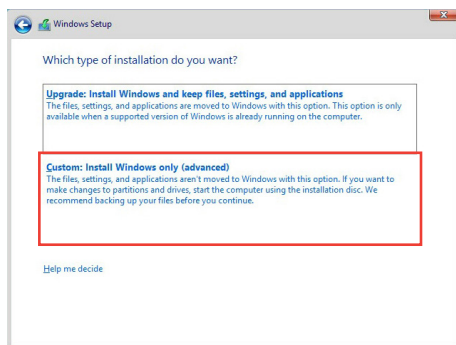 Windows Setup
Which type of installation do you want?
Upgrade: Install Windows and keep files, settings, and applications
The files, settings, and applications are moved to Windows with this option. This option is only
available when a supported version of Windows is already running on the computer.
Custom: Install Windows only (advanced)
The files, settings, and applications aren't moved to Windows with this option. If you want to
make changes to partitions and drives, start the computer using the installation disc. We
recommend backing up your files before you continue.
Help me decide